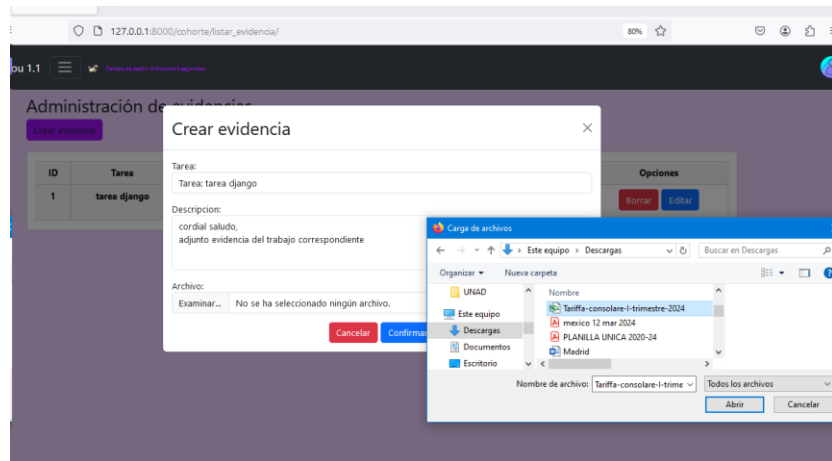 127.0.0.1:8000/cohorte/listar_evidencia/
80%
ou 1.1
Administración de evidencias
Crear evidencia
ID
Tarea
Opciones
1
tarea django
Borrar
Editar
Crear evidencia
Tarea:
Tarea: tarea django
Descripcion:
cordial saludo,
adjunto evidencia del trabajo correspondiente
Archivo:
Examinar...
No se ha seleccionado ningún archivo.
Cancelar
Confirmar
Carga de archivos
Este equipo > Descargas
Buscar en Descargas
Organizar
Nueva carpeta
UNAD
Este equipo
Descargas
Documentos
Escritorio
Nombre
Tariffa-consolare-I-trimestre-2024
mexico 12 mar 2024
PLANILLA UNICA 2020-24
Madrid
Nombre de archivo:
Tariffa-consolare-I-trime
Todos los archivos
Abrir
Cancelar